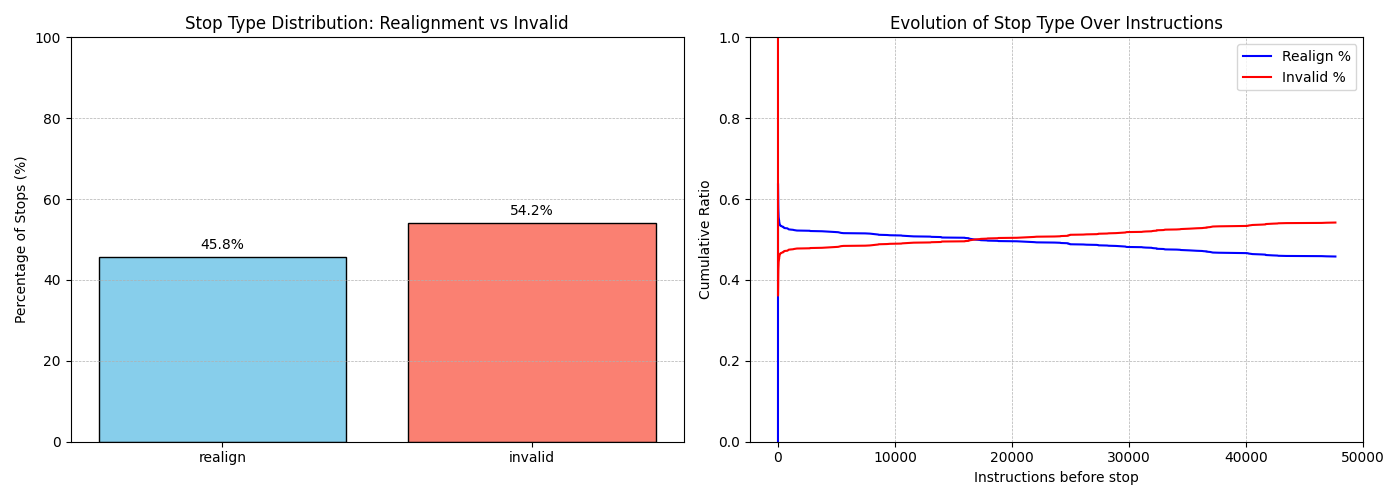 Stop Type Distribution: Realignment vs Invalid
Percentage of Stops (%)
100
80
60
40
20
0
45.8%
54.2%
realign
invalid
Evolution of Stop Type Over Instructions
Cumulative Ratio
1.0
0.8
0.6
0.4
0.2
0.0
Realign %
Invalid %
0
10000
20000
30000
40000
50000
Instructions before stop